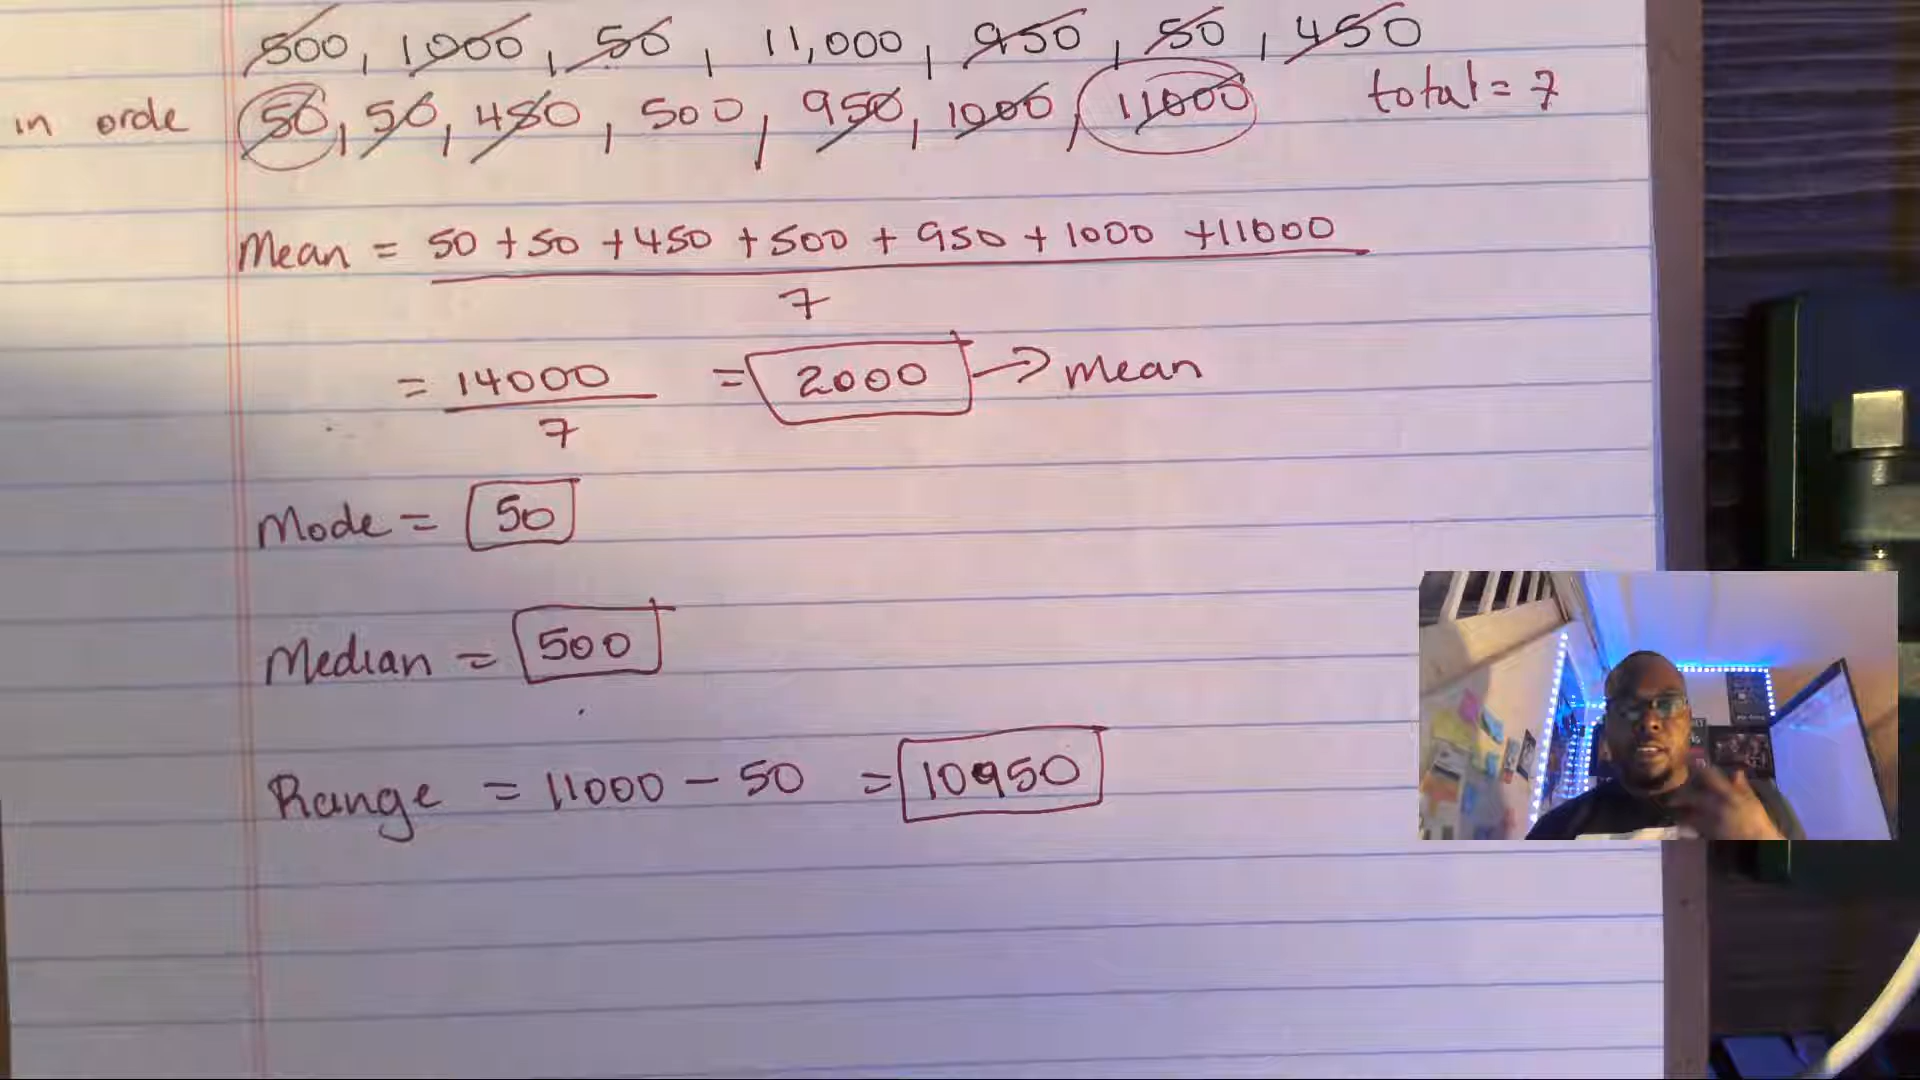 500, 1000, 50, 11,000, 950, 50, 450
in orde 50, 50, 450, 500, 950, 1000, 11000 total = 7
Mean = 50 + 50 + 450 + 500 + 950 + 1000 + 11000
7
= 14000 = 2000 → mean
7
Mode = 50
Median = 500
Range = 11000 - 50 = 10950